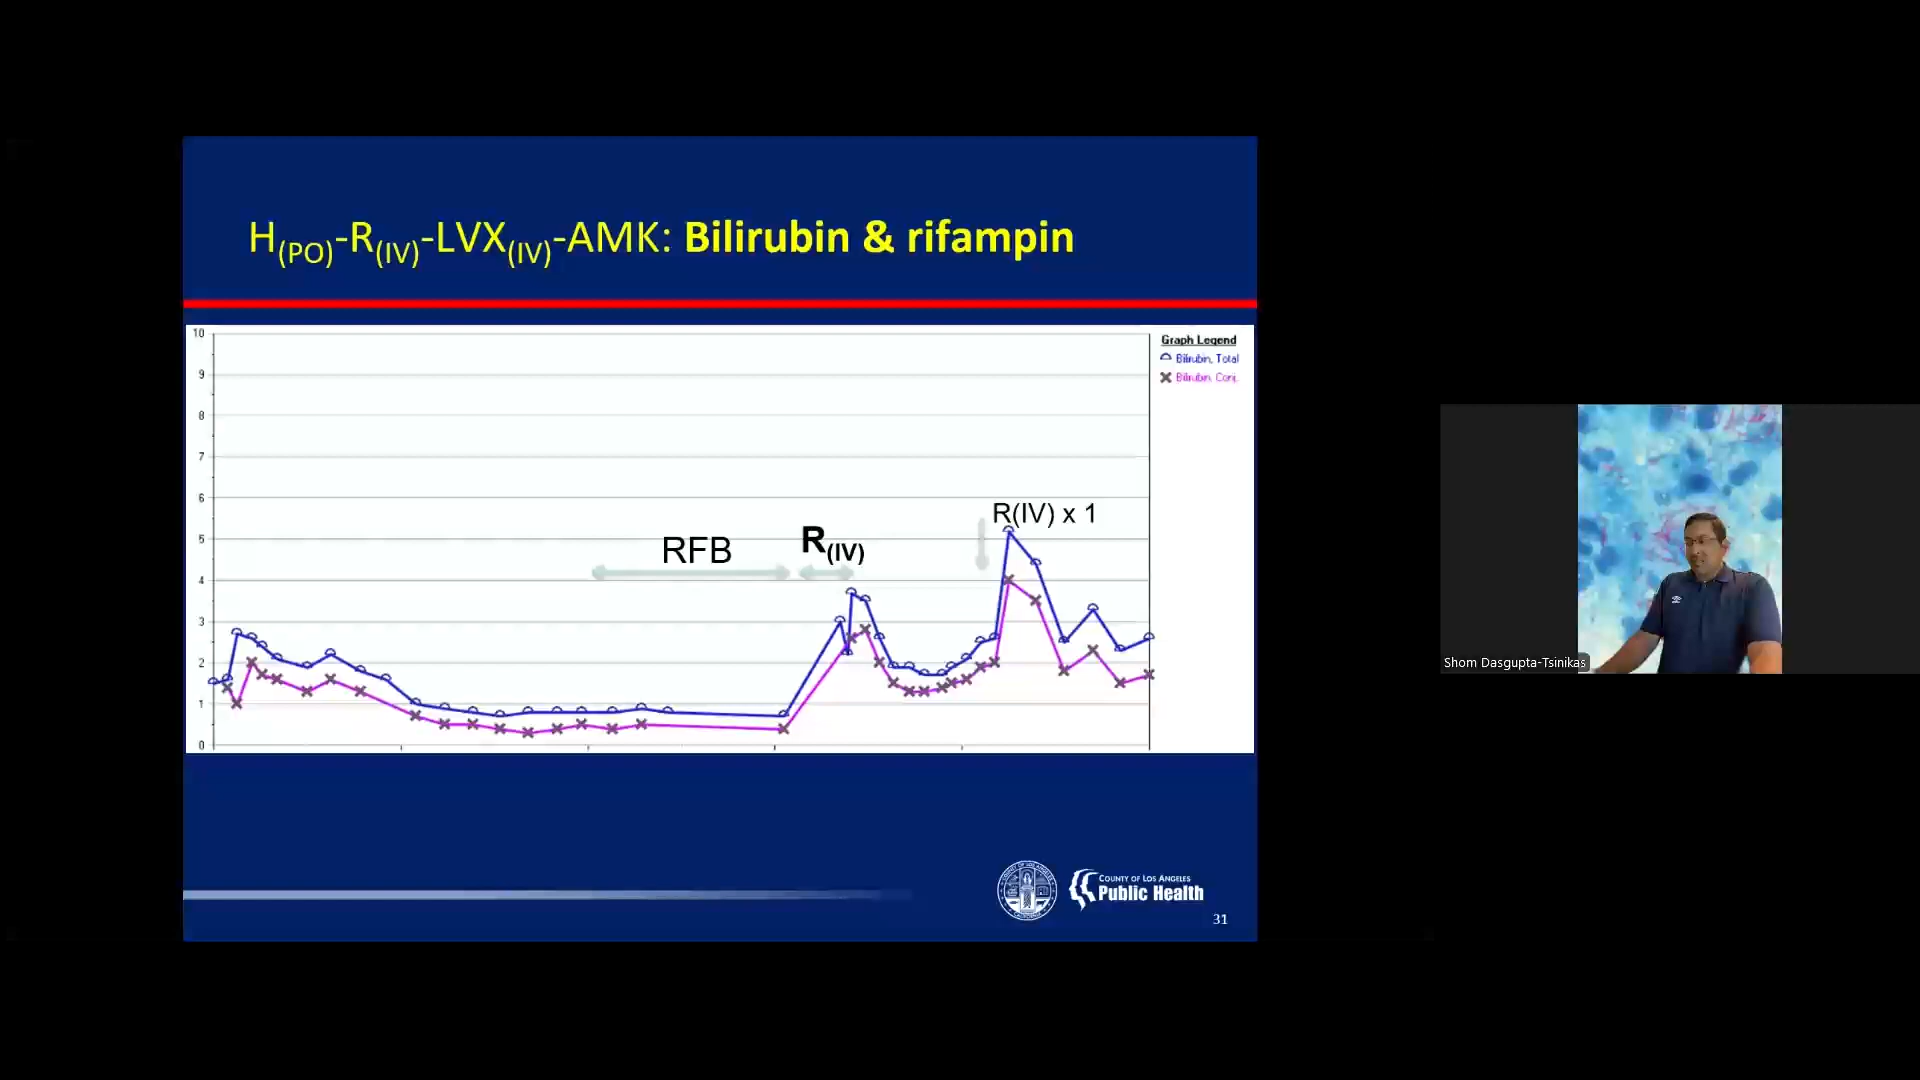 H(PO)-R(IV)-LVX(IV)-AMK: Bilirubin & rifampin
10
9
8
7
6
5
4
3
2
1
0
Graph Legend
Bilirubin, Total
Bilirubin, Conj.
RFB
R(IV)
R(IV) x 1
Shom Dasgupta-Tsinikas
COUNTY OF LOS ANGELES
Public Health
31